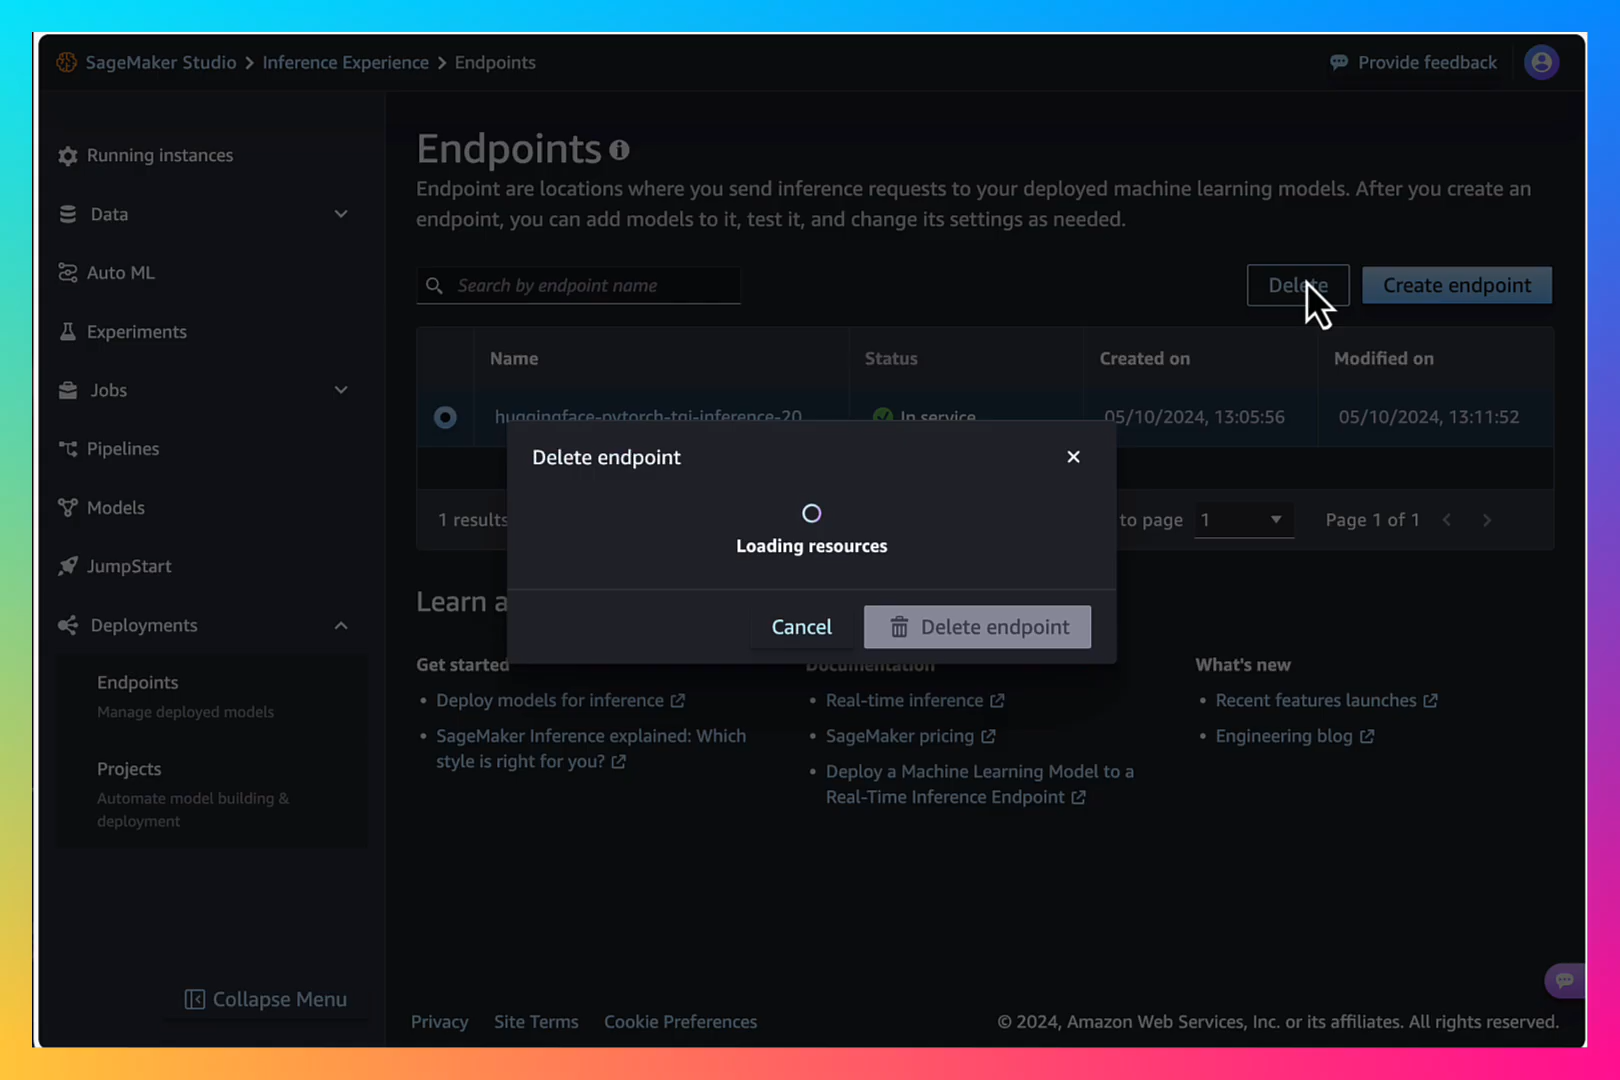 SageMaker Studio > Inference Experience > Endpoints
Provide feedback
Running instances
Data
Auto ML
Experiments
Jobs
Pipelines
Models
JumpStart
Deployments
Endpoints
Manage deployed models
Projects
Automate model building &
deployment
Collapse Menu
Endpoints
Endpoint are locations where you send inference requests to your deployed machine learning models. After you create an
endpoint, you can add models to it, test it, and change its settings as needed.
Search by endpoint name
Delete
Create endpoint
Name
Status
Created on
Modified on
huggingface-pytorch-tgi-inference-20
In service
05/10/2024, 13:05:56
05/10/2024, 13:11:52
1 results
to page
1
Page 1 of 1
Delete endpoint
Loading resources
Cancel
Delete endpoint
Learn
Get started
Deploy models for inference
SageMaker Inference explained: Which
style is right for you?
Documentation
Real-time inference
SageMaker pricing
Deploy a Machine Learning Model to a
Real-Time Inference Endpoint
What's new
Recent features launches
Engineering blog
Privacy
Site Terms
Cookie Preferences
© 2024, Amazon Web Services, Inc. or its affiliates. All rights reserved.